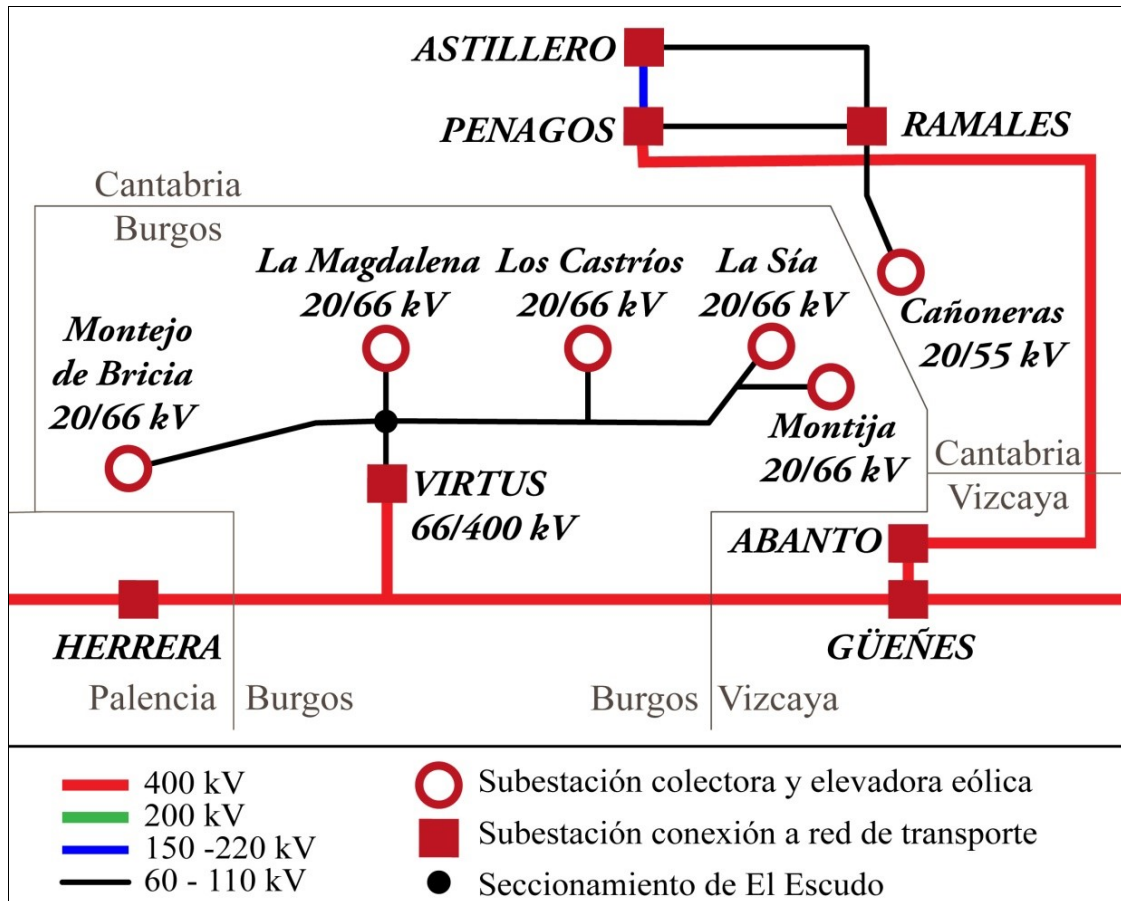 ASTILLERO
PENAGOS
RAMALES
Cantabria
Burgos
La Magdalena
20/66 kV
Los Castríos
20/66 kV
La Sía
20/66 kV
Cañoneras
20/55 kV
Montejo
de Bricia
20/66 kV
Montija
20/66 kV
VIRTUS
66/400 kV
Cantabria
Vizcaya
ABANTO
HERRERA
GÜEÑES
Palencia
Burgos
Burgos
Vizcaya
400 kV
200 kV
150 -220 kV
60 - 110 kV
Subestación colectora y elevadora eólica
Subestación conexión a red de transporte
Seccionamiento de El Escudo